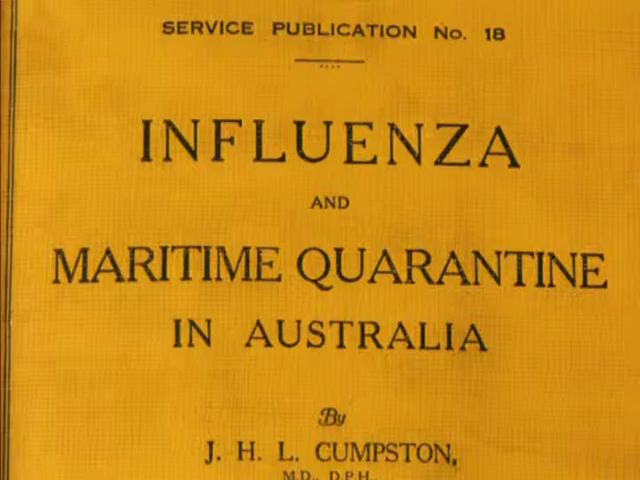 SERVICE PUBLICATION No. 18
INFLUENZA
AND
MARITIME QUARANTINE
IN AUSTRALIA
By
J. H. L. CUMPSTON,
M.D., D.P.H.,